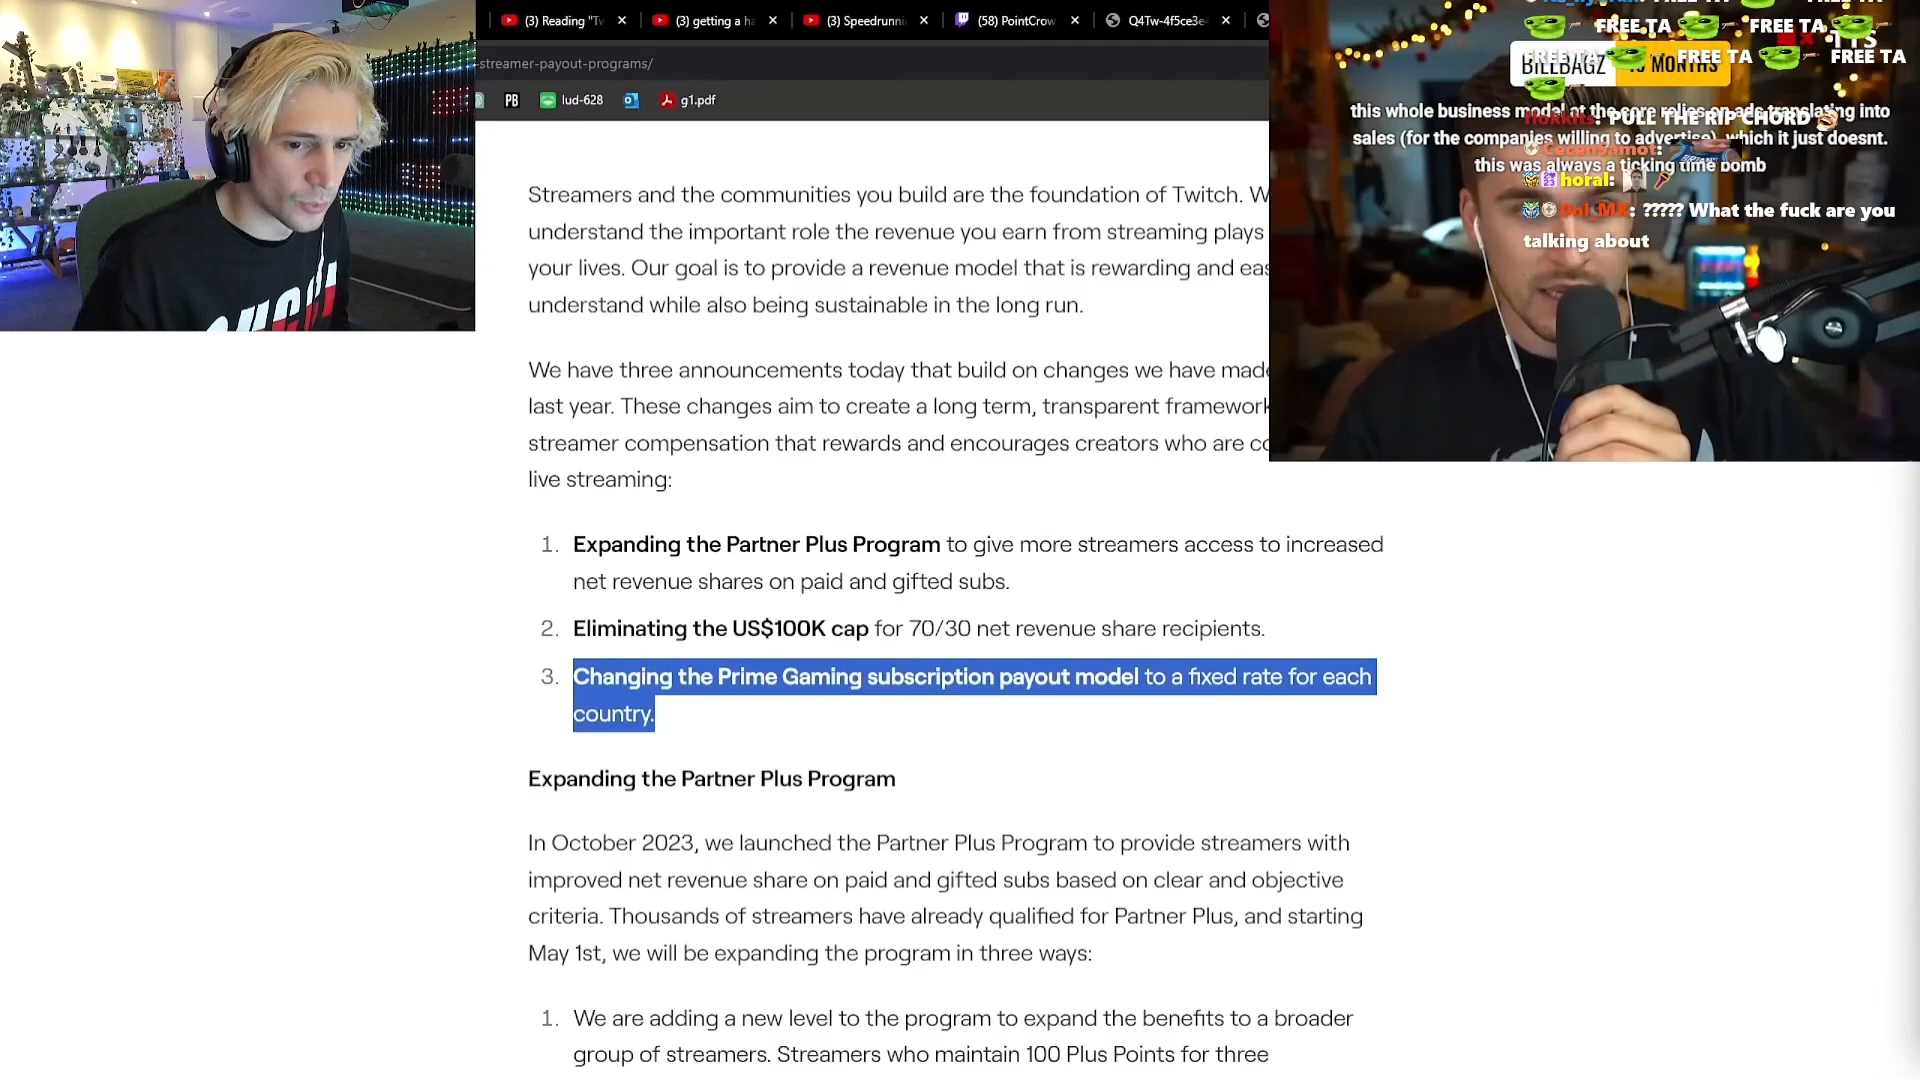 (3) Reading "Tw
(3) getting a ha
(3) Speedrunni
(58) PointCrow
Q4Tw-4f5ce3e
-streamer-payout-programs/
PB
lud-628
g1.pdf
Streamers and the communities you build are the foundation of Twitch. W
understand the important role the revenue you earn from streaming plays
your lives. Our goal is to provide a revenue model that is rewarding and eas
understand while also being sustainable in the long run.
We have three announcements today that build on changes we have made
last year. These changes aim to create a long term, transparent framework
streamer compensation that rewards and encourages creators who are co
live streaming:
1. Expanding the Partner Plus Program to give more streamers access to increased
net revenue shares on paid and gifted subs.
2. Eliminating the US$100K cap for 70/30 net revenue share recipients.
3. Changing the Prime Gaming subscription payout model to a fixed rate for each
country.
Expanding the Partner Plus Program
In October 2023, we launched the Partner Plus Program to provide streamers with
improved net revenue share on paid and gifted subs based on clear and objective
criteria. Thousands of streamers have already qualified for Partner Plus, and starting
May 1st, we will be expanding the program in three ways:
1. We are adding a new level to the program to expand the benefits to a broader
group of streamers. Streamers who maintain 100 Plus Points for three
FREE TA FREE TA
FREE TA FREE TA FREE TA
BILLBAGZ MONTHS
this whole business model at the core relies on ads translating into
sales (for the companies willing to advertise), which it just doesnt.
this was always a ticking time bomb
: PULL THE RIP CHORD
horal:
: ????? What the fuck are you
talking about